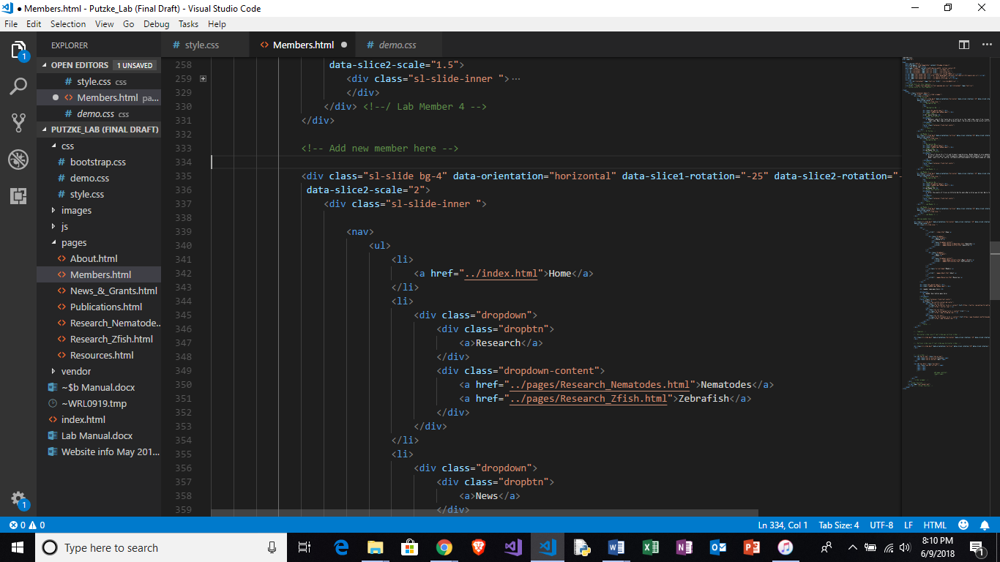 ● Members.html - Putzke_Lab (Final Draft) - Visual Studio Code
File Edit Selection View Go Debug Tasks Help
EXPLORER
OPEN EDITORS 1 UNSAVED
# style.css css
● <> Members.html pa...
# demo.css css
PUTZKE_LAB (FINAL DRAFT)
css
# bootstrap.css
# demo.css
# style.css
images
js
pages
<> About.html
<> Members.html
<> News_&_Grants.html
<> Publications.html
<> Research_Nematode...
<> Research_Zfish.html
<> Resources.html
vendor
~$b Manual.docx
~WRL0919.tmp
<> index.html
Lab Manual.docx
Website info May 201...
1
1
# style.css <> Members.html ● # demo.css
258 data-slice2-scale="1.5">
259 <div class="sl-slide-inner "> ...
329 </div>
330 </div> <!--/ Lab Member 4 -->
331 </div>
332
333 <!-- Add new member here -->
334
335 <div class="sl-slide bg-4" data-orientation="horizontal" data-slice1-rotation="-25" data-slice2-rotation="-
336 data-slice2-scale="2">
337 <div class="sl-slide-inner ">
338
339 <nav>
340 <ul>
341 <li>
342 <a href="../index.html">Home</a>
343 </li>
344 <li>
345 <div class="dropdown">
346 <div class="dropbtn">
347 <a>Research</a>
348 </div>
349 <div class="dropdown-content">
350 <a href="../pages/Research_Nematodes.html">Nematodes</a>
351 <a href="../pages/Research_Zfish.html">Zebrafish</a>
352 </div>
353 </div>
354 </li>
355 <li>
356 <div class="dropdown">
357 <div class="dropbtn">
358 <a>News</a>
359 </div>
0 0 Ln 334, Col 1 Tab Size: 4 UTF-8 LF HTML
Type here to search
8:10 PM
6/9/2018
1